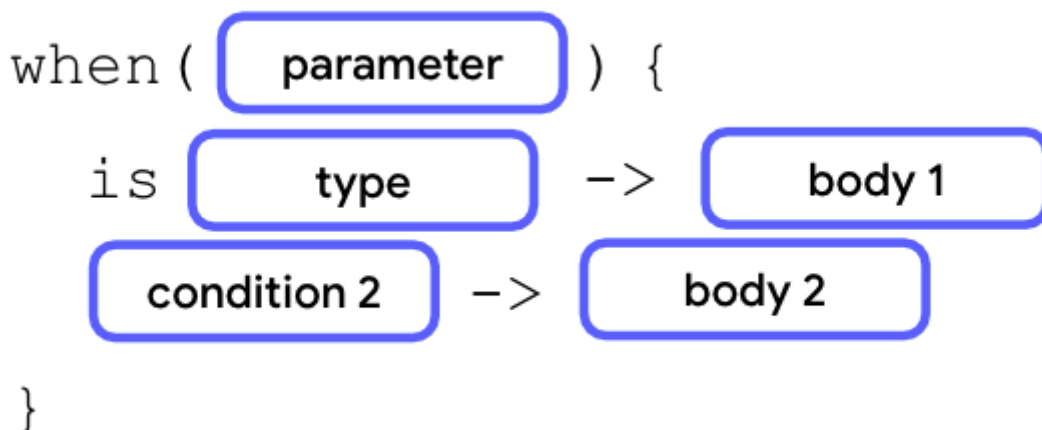 when( parameter ) {
is type -> body 1
condition 2 -> body 2
}